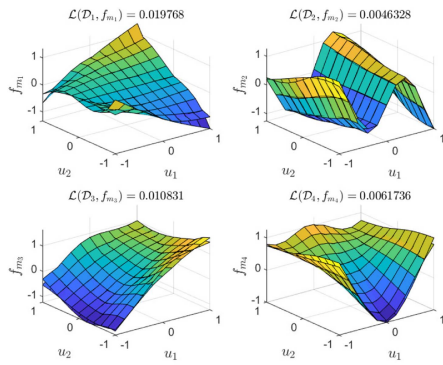 𝓛(𝒟₁, f_{m₁}) = 0.019768
𝓛(𝒟₂, f_{m₂}) = 0.0046328
f_{m₁}
1
0
-1
1
0
-1
-1
0
1
u₂
u₁
f_{m₂}
1
0
-1
1
0
-1
-1
0
1
u₂
u₁
𝓛(𝒟₃, f_{m₃}) = 0.010831
𝓛(𝒟₄, f_{m₄}) = 0.0061736
f_{m₃}
1
0
-1
1
0
-1
-1
0
1
u₂
u₁
f_{m₄}
1
0
-1
1
0
-1
-1
0
1
u₂
u₁